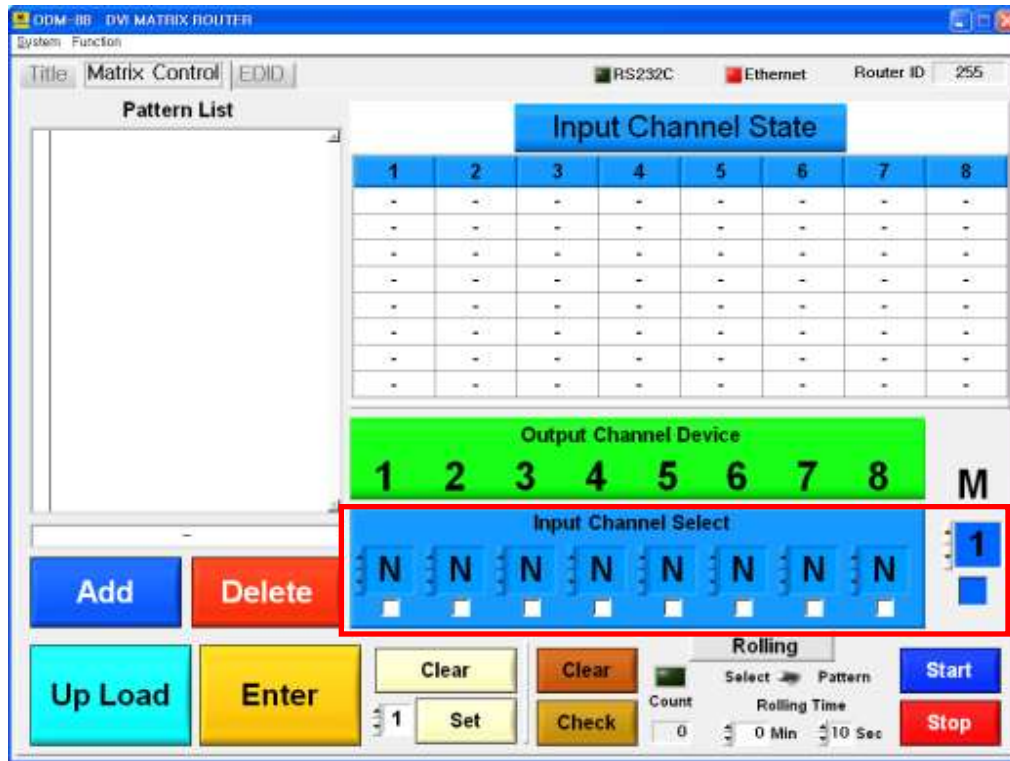 ODM-88 DVI MATRIX ROUTER
System Function
Title Matrix Control EDID RS232C Ethernet Router ID 255
Pattern List
Input Channel State
1 2 3 4 5 6 7 8
- - - - - - - -
- - - - - - - -
- - - - - - - -
- - - - - - - -
- - - - - - - -
- - - - - - - -
- - - - - - - -
- - - - - - - -
Output Channel Device
1 2 3 4 5 6 7 8 M
-
Input Channel Select
N N N N N N N N 1
Add Delete
Up Load Enter
Clear
1 Set
Clear
Check
Count
0
Rolling
Select Pattern
Rolling Time
0 Min 10 Sec
Start
Stop